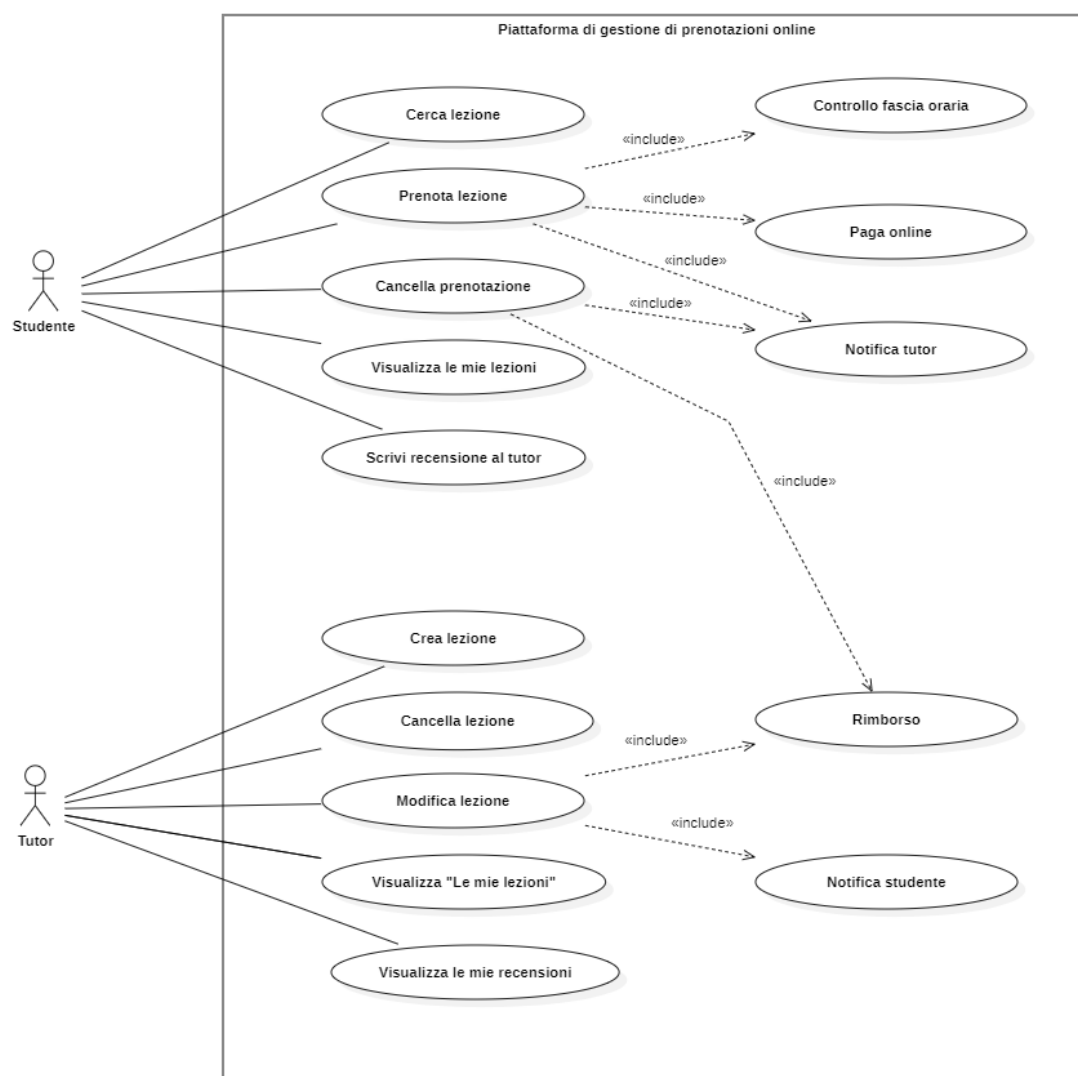 Piattaforma di gestione di prenotazioni online
Cerca lezione
Controllo fascia oraria
«include»
Prenota lezione
«include»
Paga online
«include»
Cancella prenotazione
«include»
Studente
Notifica tutor
Visualizza le mie lezioni
Scrivi recensione al tutor
«include»
Crea lezione
Cancella lezione
Rimborso
«include»
Modifica lezione
Tutor
«include»
Visualizza "Le mie lezioni"
Notifica studente
Visualizza le mie recensioni